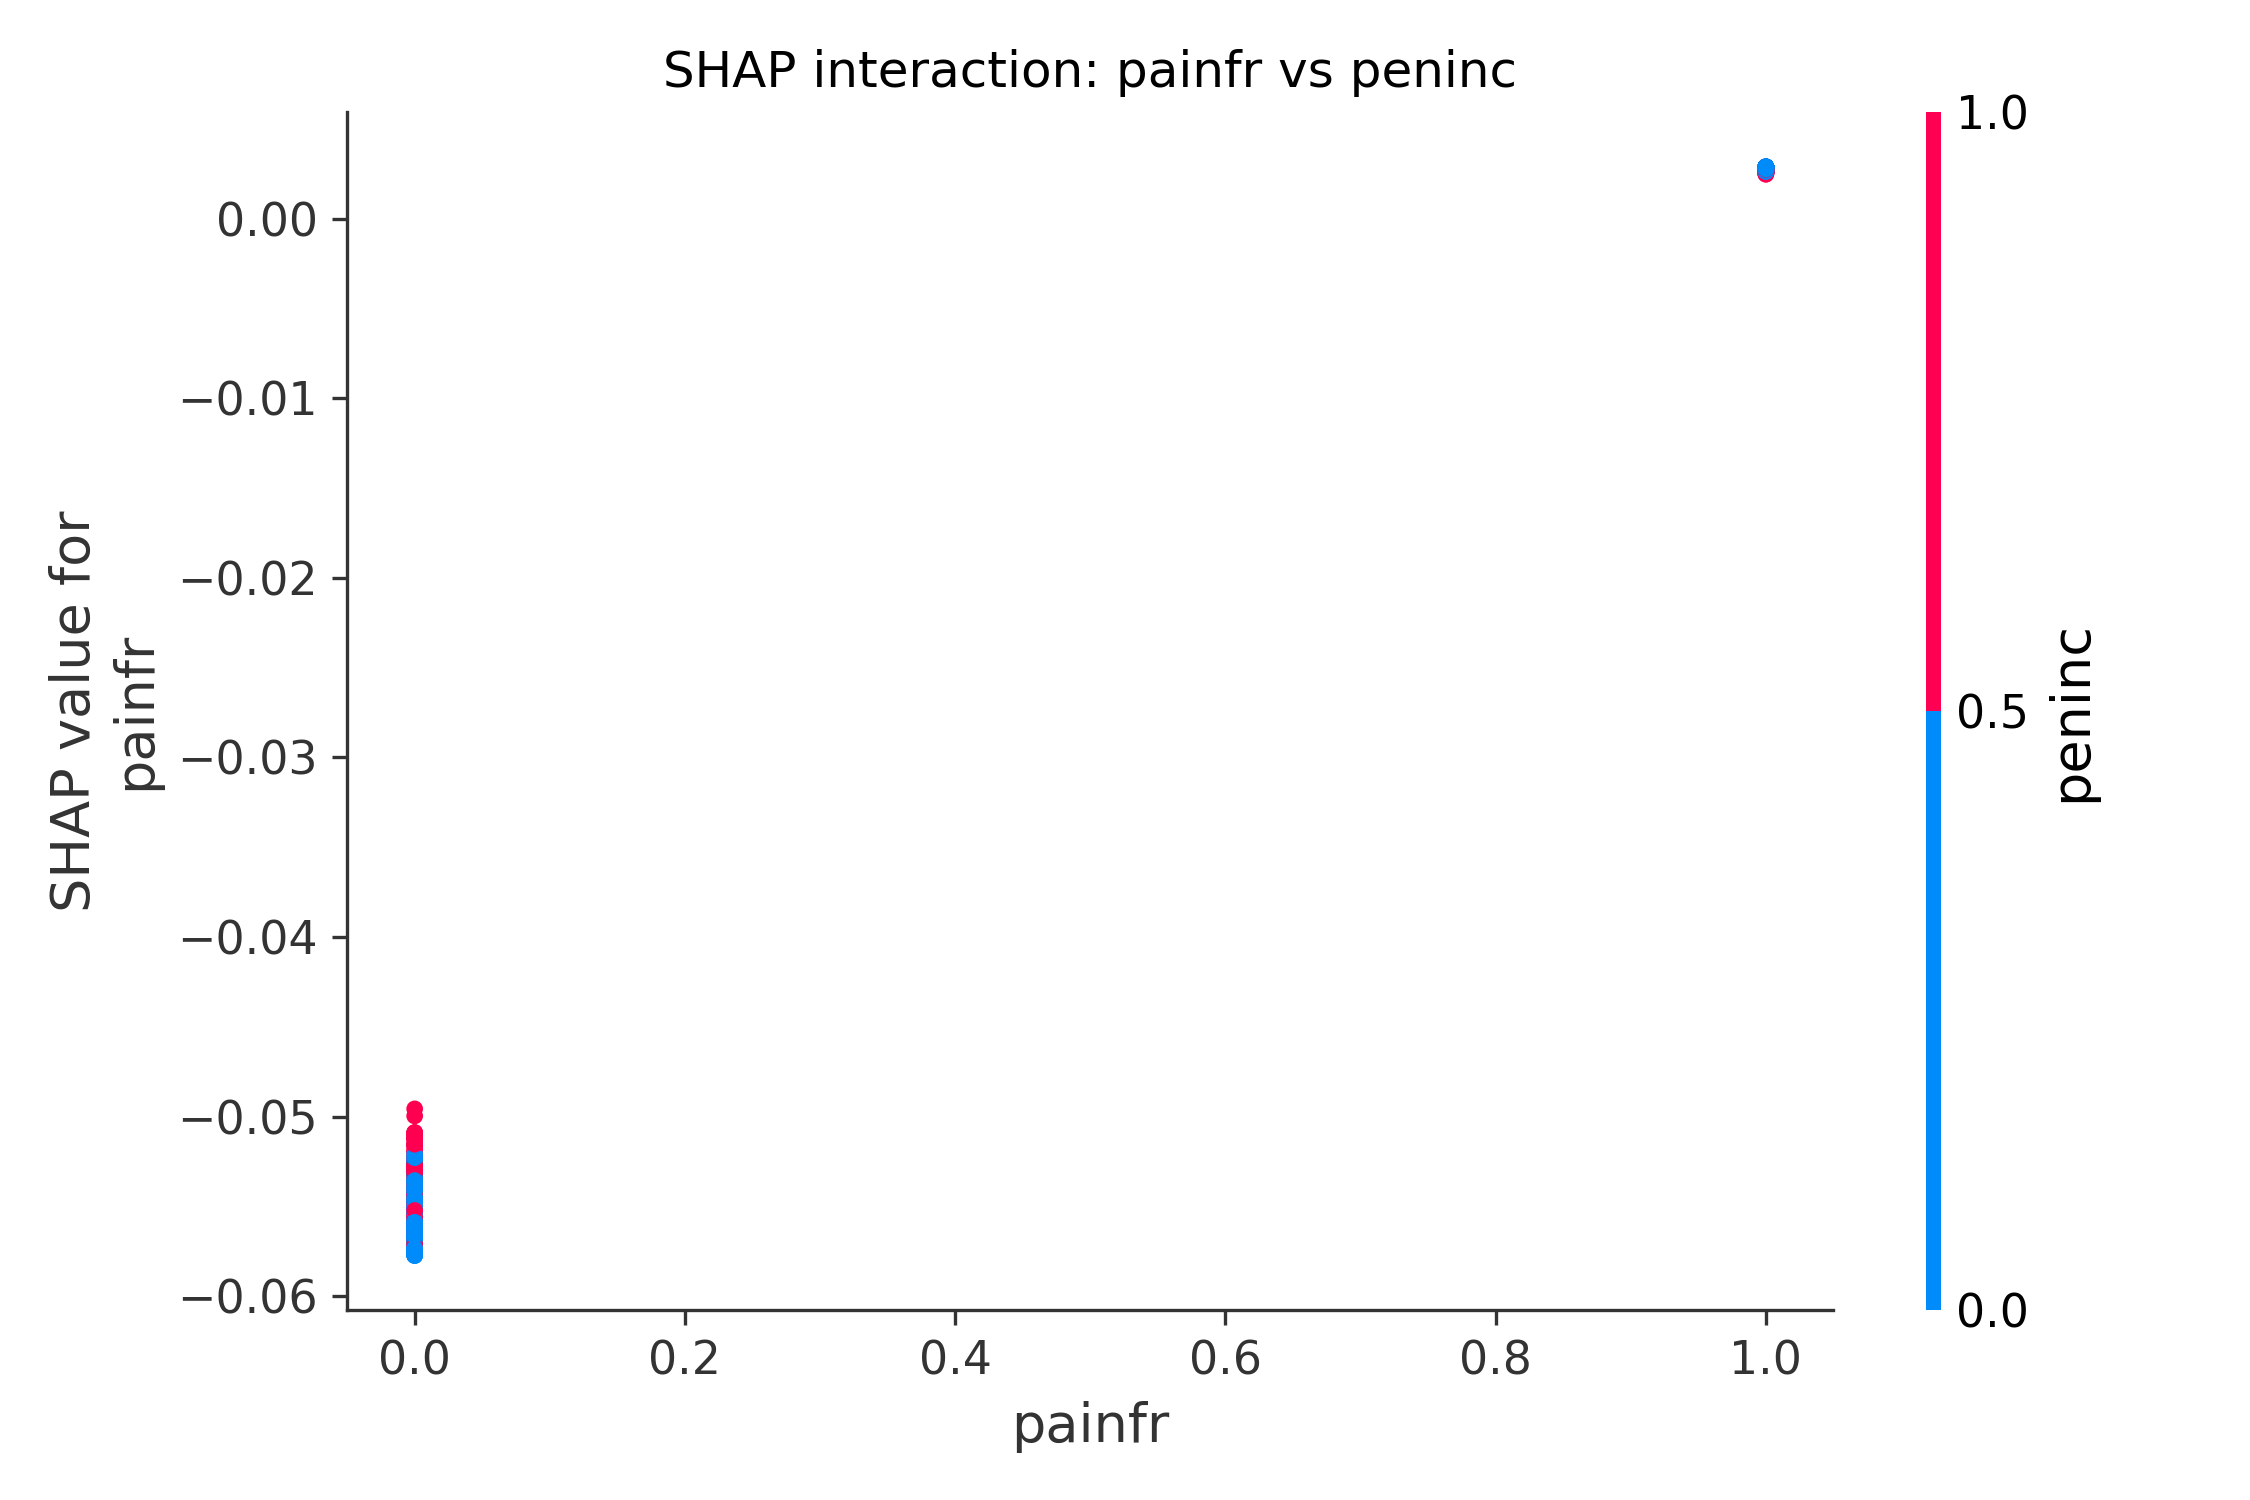 SHAP interaction: painfr vs peninc
1.0
0.00
−0.01
−0.02
−0.03
−0.04
−0.05
−0.06
SHAP value for
painfr
0.5
peninc
0.0
0.0 0.2 0.4 0.6 0.8 1.0
painfr